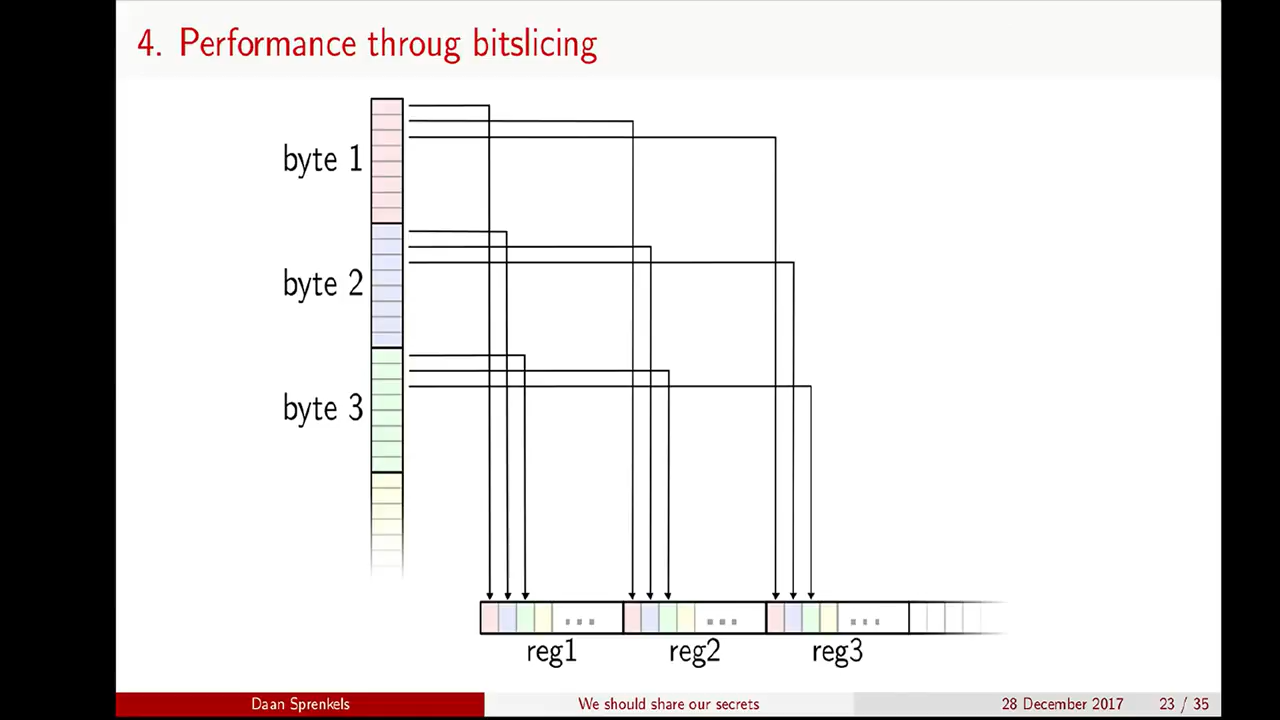 4. Performance throug bitslicing
byte 1
byte 2
byte 3
...
...
...
reg1 reg2 reg3
Daan Sprenkels We should share our secrets 28 December 2017 23 / 35